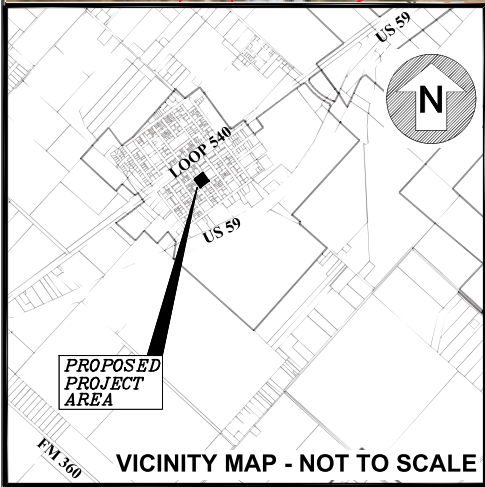 US 59
N
LOOP 540
US 59
PROPOSED
PROJECT
AREA
FM 360
VICINITY MAP - NOT TO SCALE